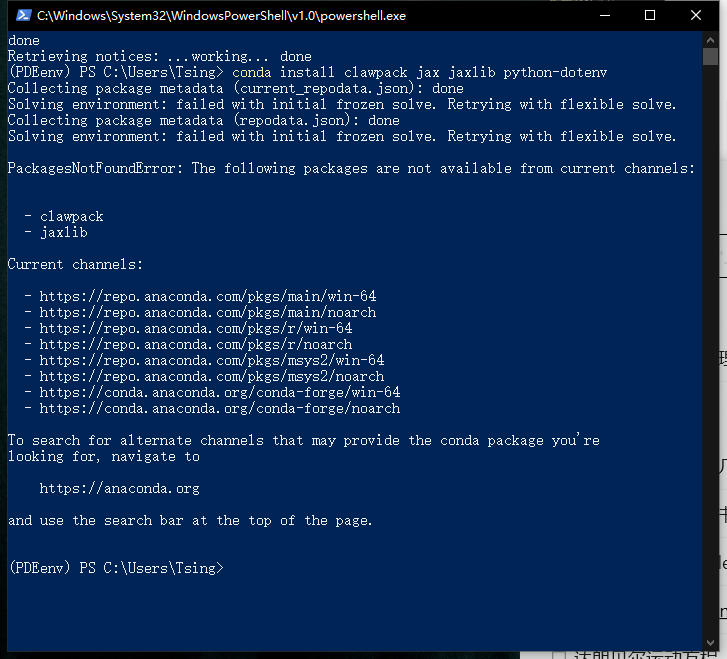 C:\Windows\System32\WindowsPowerShell\v1.0\powershell.exe
done
Retrieving notices: ...working... done
(PDEenv) PS C:\Users\Tsing> conda install clawpack jax jaxlib python-dotenv
Collecting package metadata (current_repodata.json): done
Solving environment: failed with initial frozen solve. Retrying with flexible solve.
Collecting package metadata (repodata.json): done
Solving environment: failed with initial frozen solve. Retrying with flexible solve.
PackagesNotFoundError: The following packages are not available from current channels:
- clawpack
- jaxlib
Current channels:
- https://repo.anaconda.com/pkgs/main/win-64
- https://repo.anaconda.com/pkgs/main/noarch
- https://repo.anaconda.com/pkgs/r/win-64
- https://repo.anaconda.com/pkgs/r/noarch
- https://repo.anaconda.com/pkgs/msys2/win-64
- https://repo.anaconda.com/pkgs/msys2/noarch
- https://conda.anaconda.org/conda-forge/win-64
- https://conda.anaconda.org/conda-forge/noarch
To search for alternate channels that may provide the conda package you're
looking for, navigate to
https://anaconda.org
and use the search bar at the top of the page.
(PDEenv) PS C:\Users\Tsing>